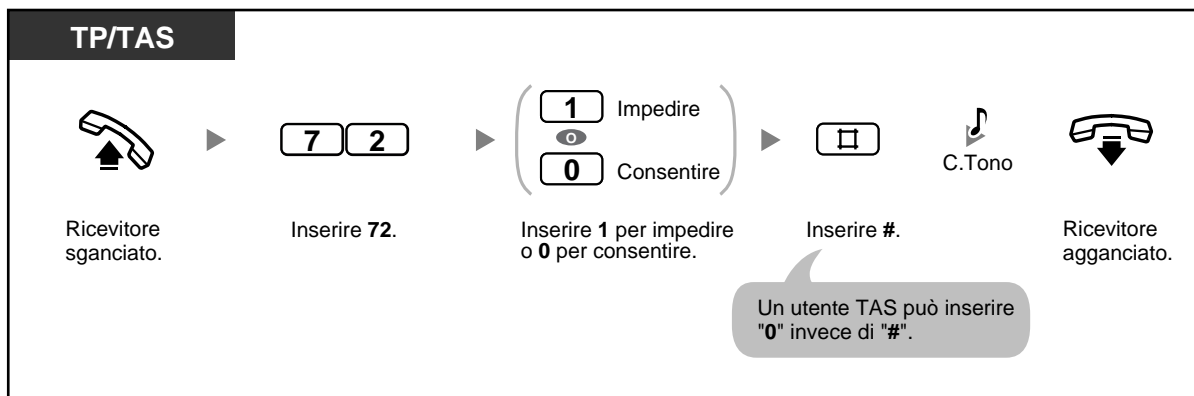 TP/TAS
7 2
1 Impedire
o
0 Consentire
C.Tono
Ricevitore
sganciato.
Inserire 72.
Inserire 1 per impedire
o 0 per consentire.
Inserire #.
Ricevitore
agganciato.
Un utente TAS può inserire
"0" invece di "#".